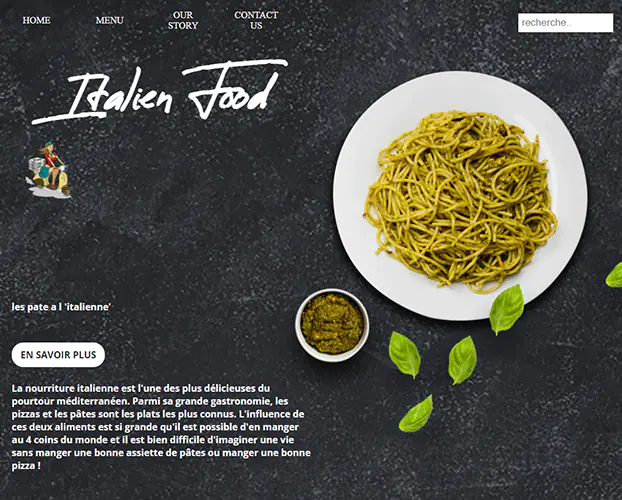 HOME
MENU
OUR
STORY
CONTACT
US
recherche..
Italien Food
les pate a l 'italienne'
EN SAVOIR PLUS
La nourriture italienne est l'une des plus délicieuses du
pourtour méditerranéen. Parmi sa grande gastronomie, les
pizzas et les pâtes sont les plats les plus connus. L'influence de
ces deux aliments est si grande qu'il est possible d'en manger
au 4 coins du monde et il est bien difficile d'imaginer une vie
sans manger une bonne assiette de pâtes ou manger une bonne
pizza !